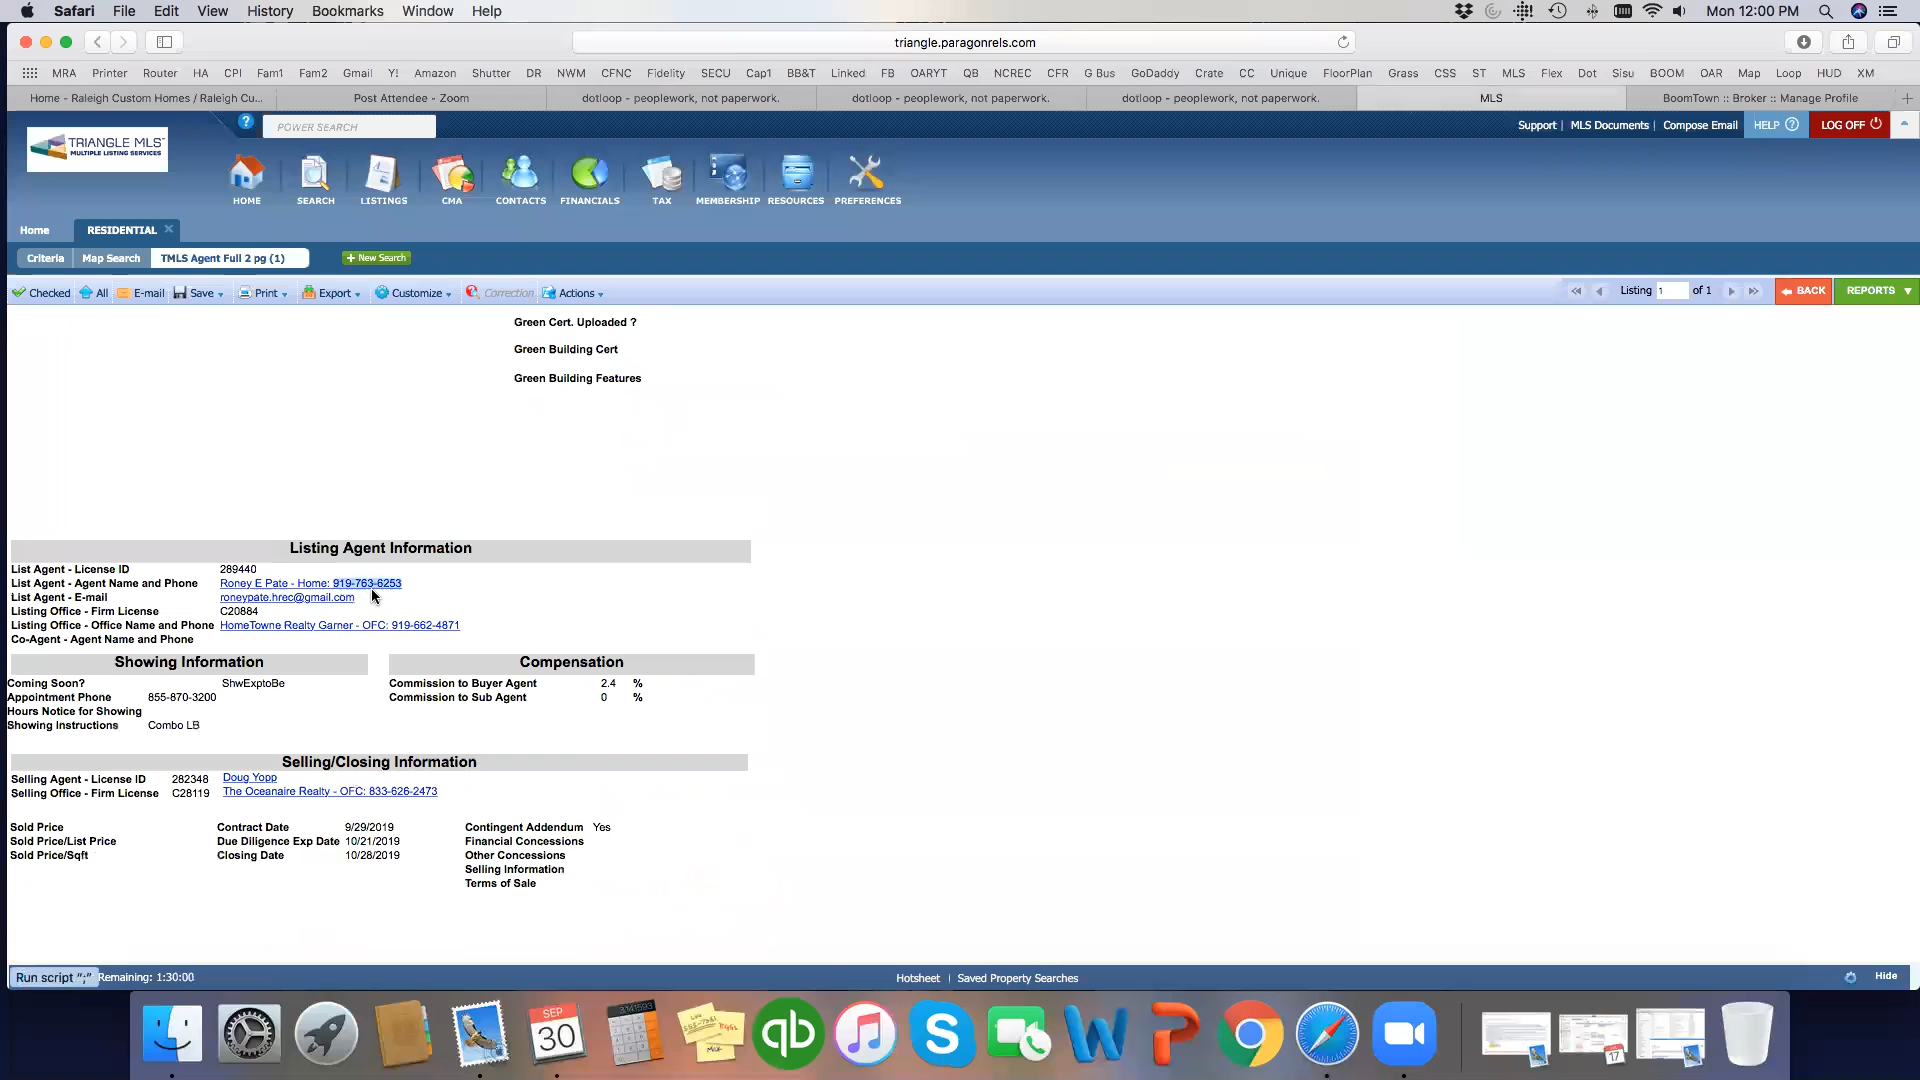 Safari File Edit View History Bookmarks Window Help Mon 12:00 PM
triangle.paragonrels.com
MRA Printer Router HA CPI Fam1 Fam2 Gmail Y! Amazon Shutter DR NWM CFNC Fidelity SECU Cap1 BB&T Linked FB OARYT QB NCREC CFR G Bus GoDaddy Crate CC Unique FloorPlan Grass CSS ST MLS Flex Dot Sisu BOOM OAR Map Loop HUD XM
Home - Raleigh Custom Homes / Raleigh Cu... Post Attendee - Zoom dotloop - peoplework, not paperwork. dotloop - peoplework, not paperwork. dotloop - peoplework, not paperwork. MLS BoomTown :: Broker :: Manage Profile
TRIANGLE MLS
MULTIPLE LISTING SERVICES
? POWER SEARCH Support | MLS Documents | Compose Email HELP ? LOG OFF
HOME SEARCH LISTINGS CMA CONTACTS FINANCIALS TAX MEMBERSHIP RESOURCES PREFERENCES
Home RESIDENTIAL
Criteria Map Search TMLS Agent Full 2 pg (1) + New Search
Checked All E-mail Save Print Export Customize Correction Actions Listing 1 of 1 BACK REPORTS
Green Cert. Uploaded ?
Green Building Cert
Green Building Features
Listing Agent Information
List Agent - License ID 289440
List Agent - Agent Name and Phone Roney E Pate - Home: 919-763-6253
List Agent - E-mail roneypate.hrec@gmail.com
Listing Office - Firm License C20884
Listing Office - Office Name and Phone HomeTowne Realty Garner - OFC: 919-662-4871
Co-Agent - Agent Name and Phone
Showing Information Compensation
Coming Soon? ShwExptoBe Commission to Buyer Agent 2.4 %
Appointment Phone 855-870-3200 Commission to Sub Agent 0 %
Hours Notice for Showing
Showing Instructions Combo LB
Selling/Closing Information
Selling Agent - License ID 282348 Doug Yopp
Selling Office - Firm License C28119 The Oceanaire Realty - OFC: 833-626-2473
Sold Price Contract Date 9/29/2019 Contingent Addendum Yes
Sold Price/List Price Due Diligence Exp Date 10/21/2019 Financial Concessions
Sold Price/Sqft Closing Date 10/28/2019 Other Concessions
Selling Information
Terms of Sale
Run script ";" Remaining: 1:30:00 Hotsheet | Saved Property Searches Hide
SEP
30
qb S W P
17